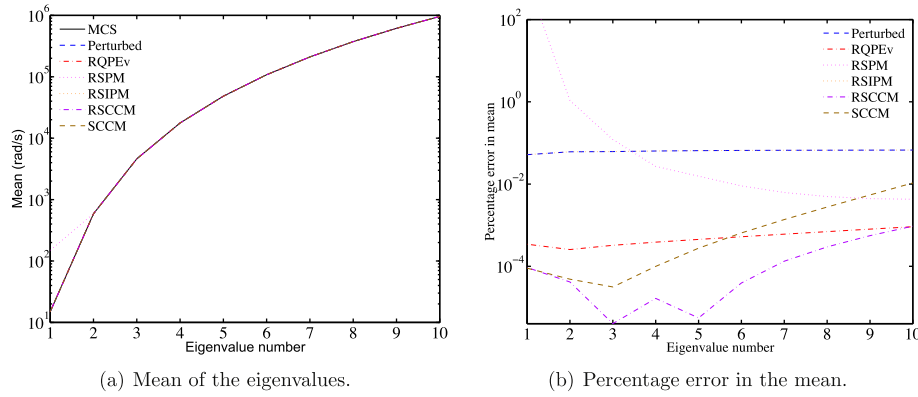 (a)
10^6
10^5
10^4
10^3
10^2
10^1
Mean (rad/s)
MCS
Perturbed
RQPEv
RSPM
RSIPM
RSCCM
SCCM
1 2 3 4 5 6 7 8 9 10
Eigenvalue number
(a) Mean of the eigenvalues.
(b)
10^2
10^0
10^-2
10^-4
Percentage error in mean
Perturbed
RQPEv
RSPM
RSIPM
RSCCM
SCCM
1 2 3 4 5 6 7 8 9 10
Eigenvalue number
(b) Percentage error in the mean.